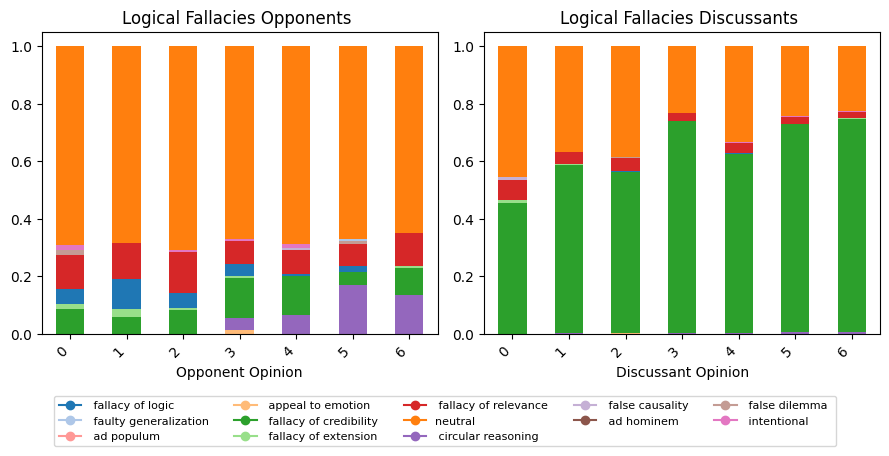 Logical Fallacies Opponents
Logical Fallacies Discussants
1.0
0.8
0.6
0.4
0.2
0.0
0 1 2 3 4 5 6
Opponent Opinion
1.0
0.8
0.6
0.4
0.2
0.0
0 1 2 3 4 5 6
Discussant Opinion
fallacy of logic appeal to emotion fallacy of relevance false causality false dilemma
faulty generalization fallacy of credibility neutral ad hominem intentional
ad populum fallacy of extension circular reasoning